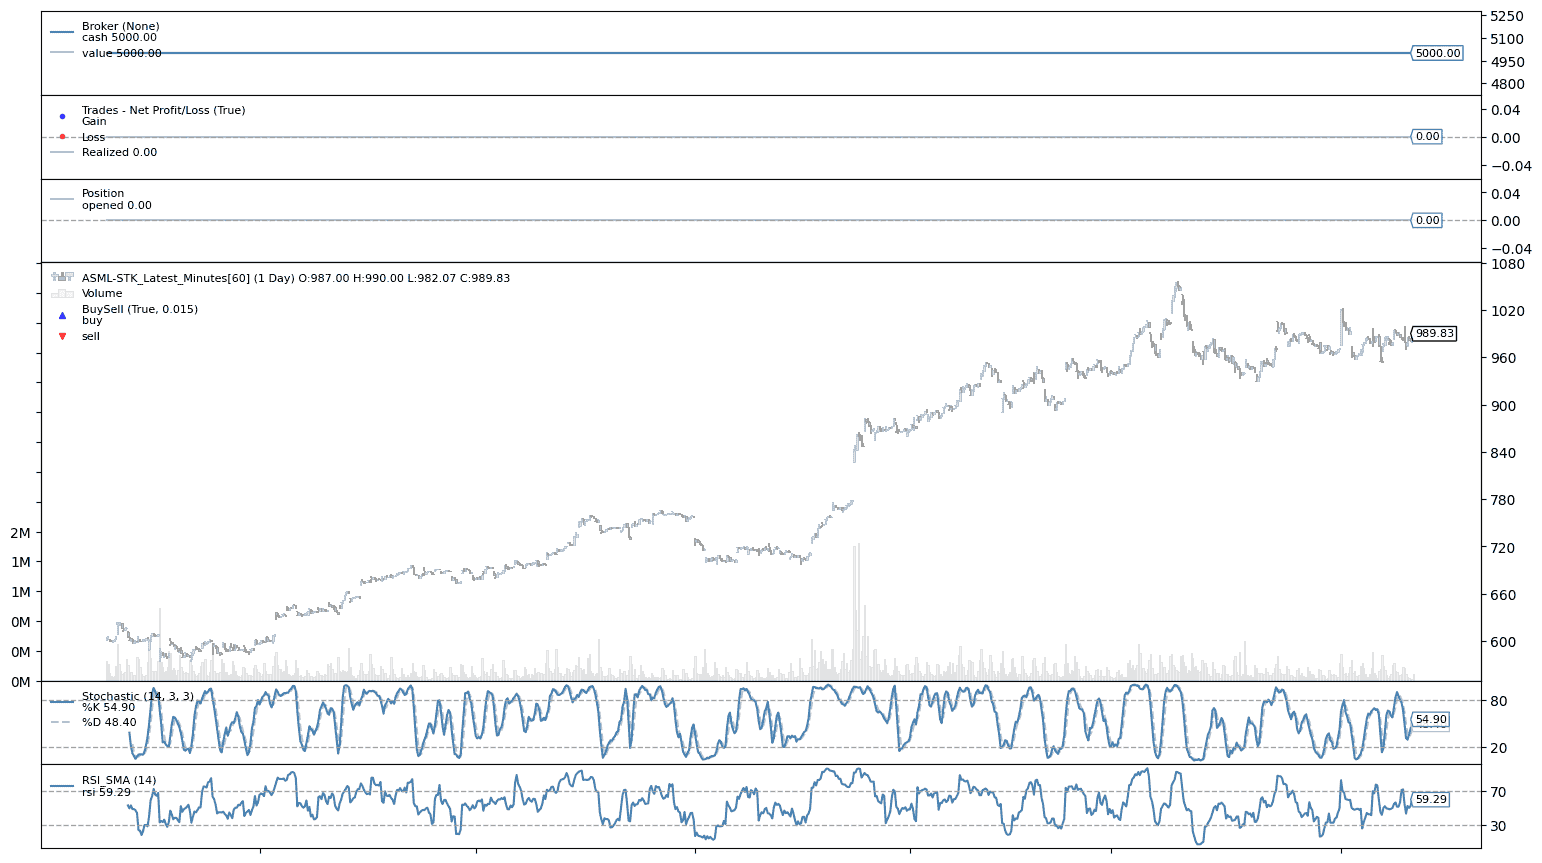 Broker (None)
cash 5000.00
value 5000.00
5250
5100
5000.00
4950
4800
Trades - Net Profit/Loss (True)
Gain
Loss
Realized 0.00
0.04
0.00
0.00
−0.04
Position
opened 0.00
0.04
0.00
0.00
−0.04
ASML-STK_Latest_Minutes[60] (1 Day) O:987.00 H:990.00 L:982.07 C:989.83
Volume
BuySell (True, 0.015)
buy
sell
1080
1020
989.83
960
900
840
780
720
660
600
2M
1M
1M
0M
0M
0M
Stochastic (14, 3, 3)
%K 54.90
%D 48.40
80
54.90
20
RSI_SMA (14)
rsi 59.29
70
59.29
30